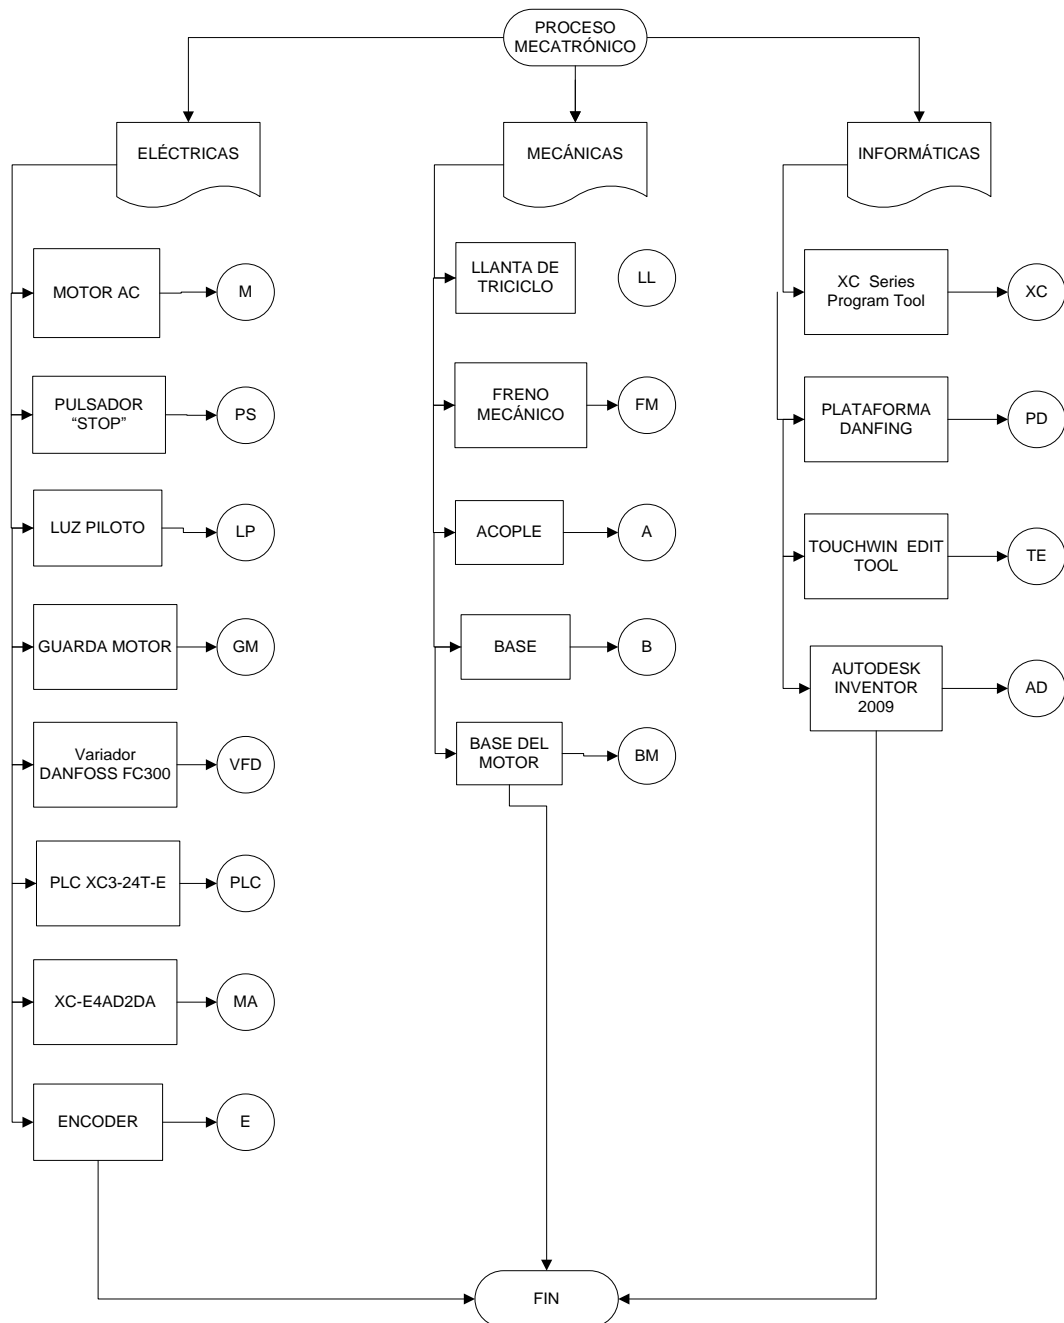 PROCESO
MECATRÓNICO
ELÉCTRICAS
MOTOR AC
M
PULSADOR
“STOP”
PS
LUZ PILOTO
LP
GUARDA MOTOR
GM
Variador
DANFOSS FC300
VFD
PLC XC3-24T-E
PLC
XC-E4AD2DA
MA
ENCODER
E
MECÁNICAS
LLANTA DE
TRICICLO
LL
FRENO
MECÁNICO
FM
ACOPLE
A
BASE
B
BASE DEL
MOTOR
BM
INFORMÁTICAS
XC Series
Program Tool
XC
PLATAFORMA
DANFING
PD
TOUCHWIN EDIT
TOOL
TE
AUTODESK
INVENTOR
2009
AD
FIN